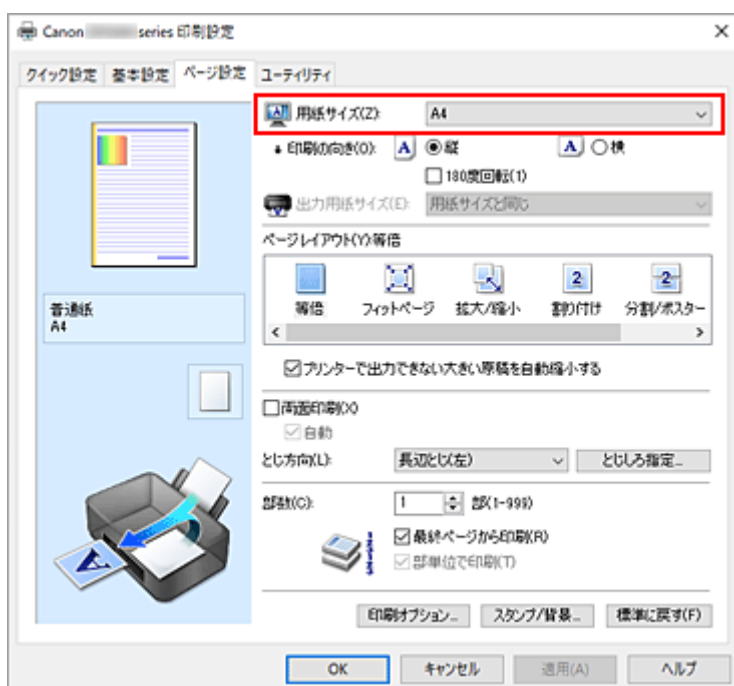 Canon series 印刷設定
クイック設定 基本設定 ページ設定 ユーティリティ
用紙サイズ(Z): A4
印刷の向き(O): A 縦 A 横
180度回転(1)
出力用紙サイズ(E): 用紙サイズと同じ
ページレイアウト(Y):等倍
等倍 フィットページ 拡大/縮小 2 割り付け 2 分割/ポスター
普通紙
A4
プリンターで出力できない大きい原稿を自動縮小する
両面印刷(X)
自動
とじ方向(L): 長辺とじ(左) とじしろ指定...
部数(C): 1 部(1-999)
最終ページから印刷(R)
部単位で印刷(T)
A
印刷オプション... スタンプ/背景... 標準に戻す(F)
OK キャンセル 適用(A) ヘルプ